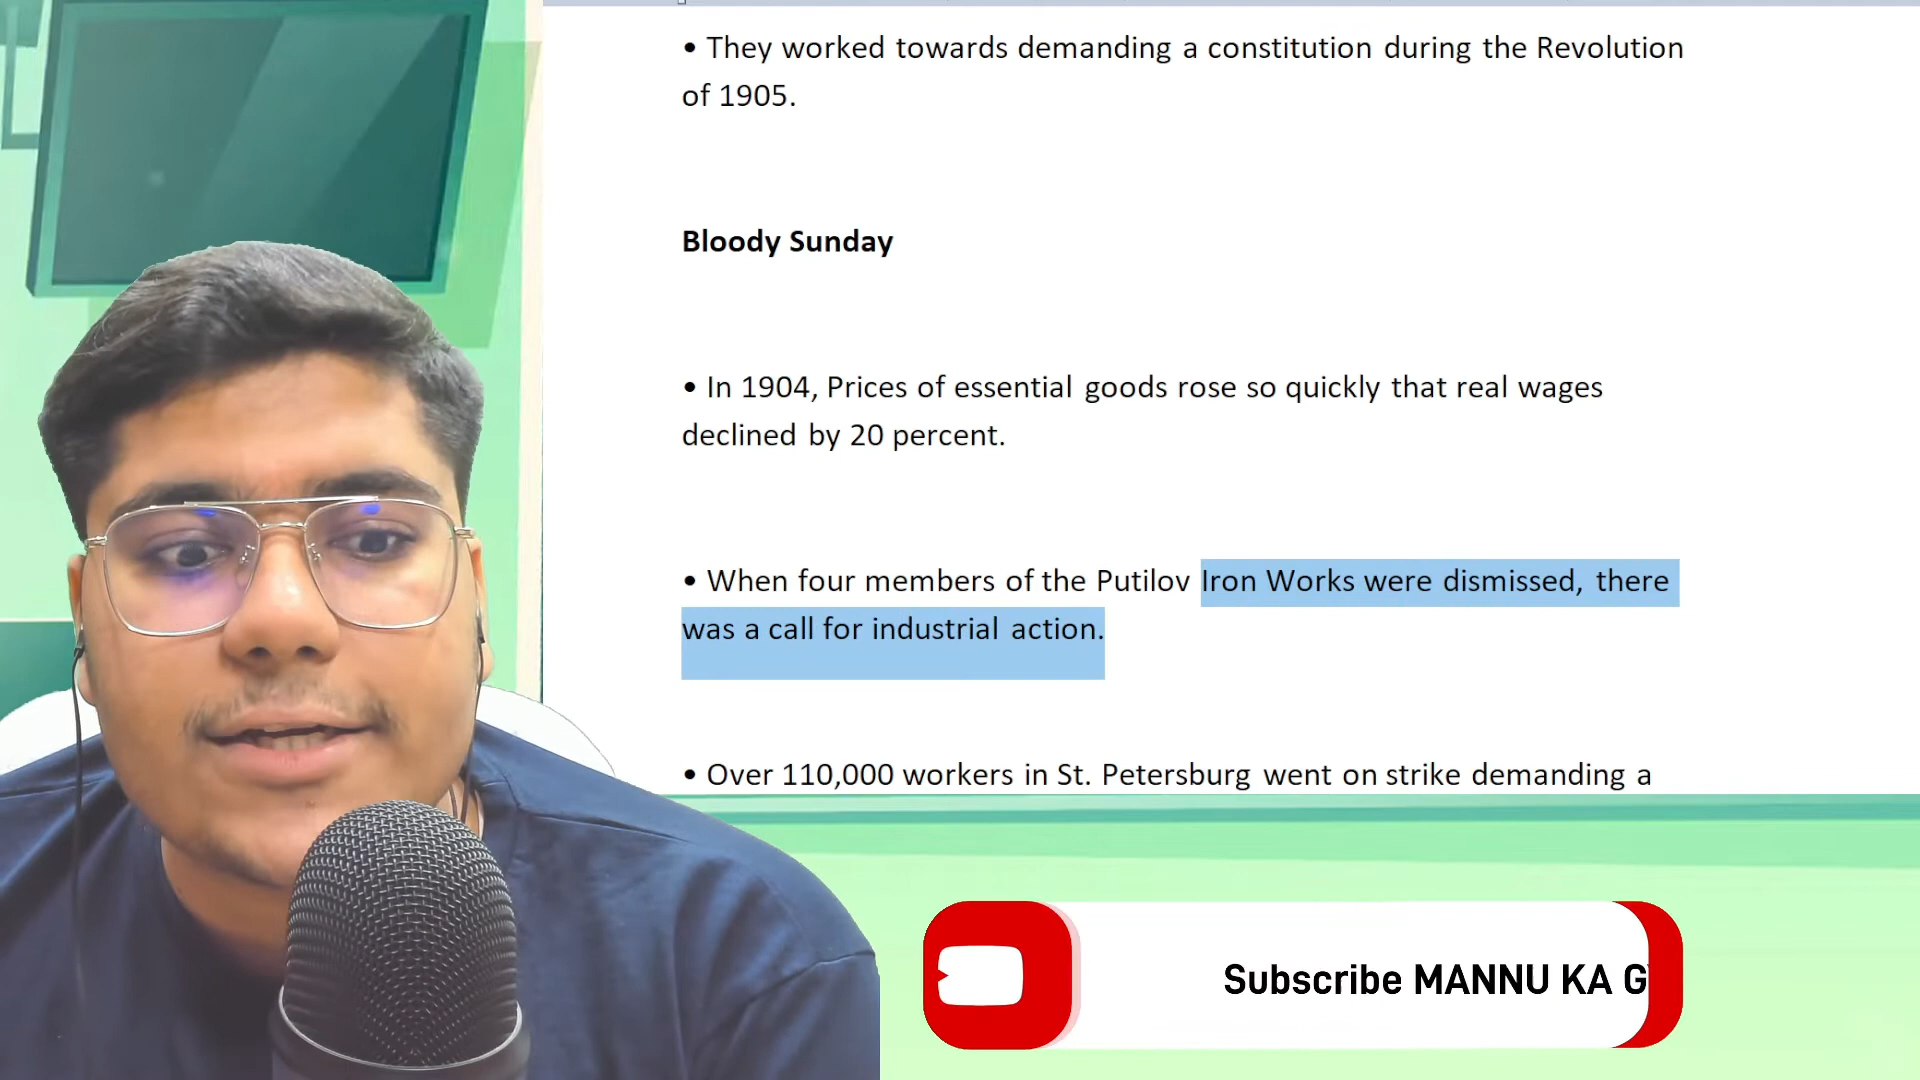 • They worked towards demanding a constitution during the Revolution
of 1905.
Bloody Sunday
• In 1904, Prices of essential goods rose so quickly that real wages
declined by 20 percent.
• When four members of the Putilov Iron Works were dismissed, there
was a call for industrial action.
• Over 110,000 workers in St. Petersburg went on strike demanding a
Subscribe MANNU KA G